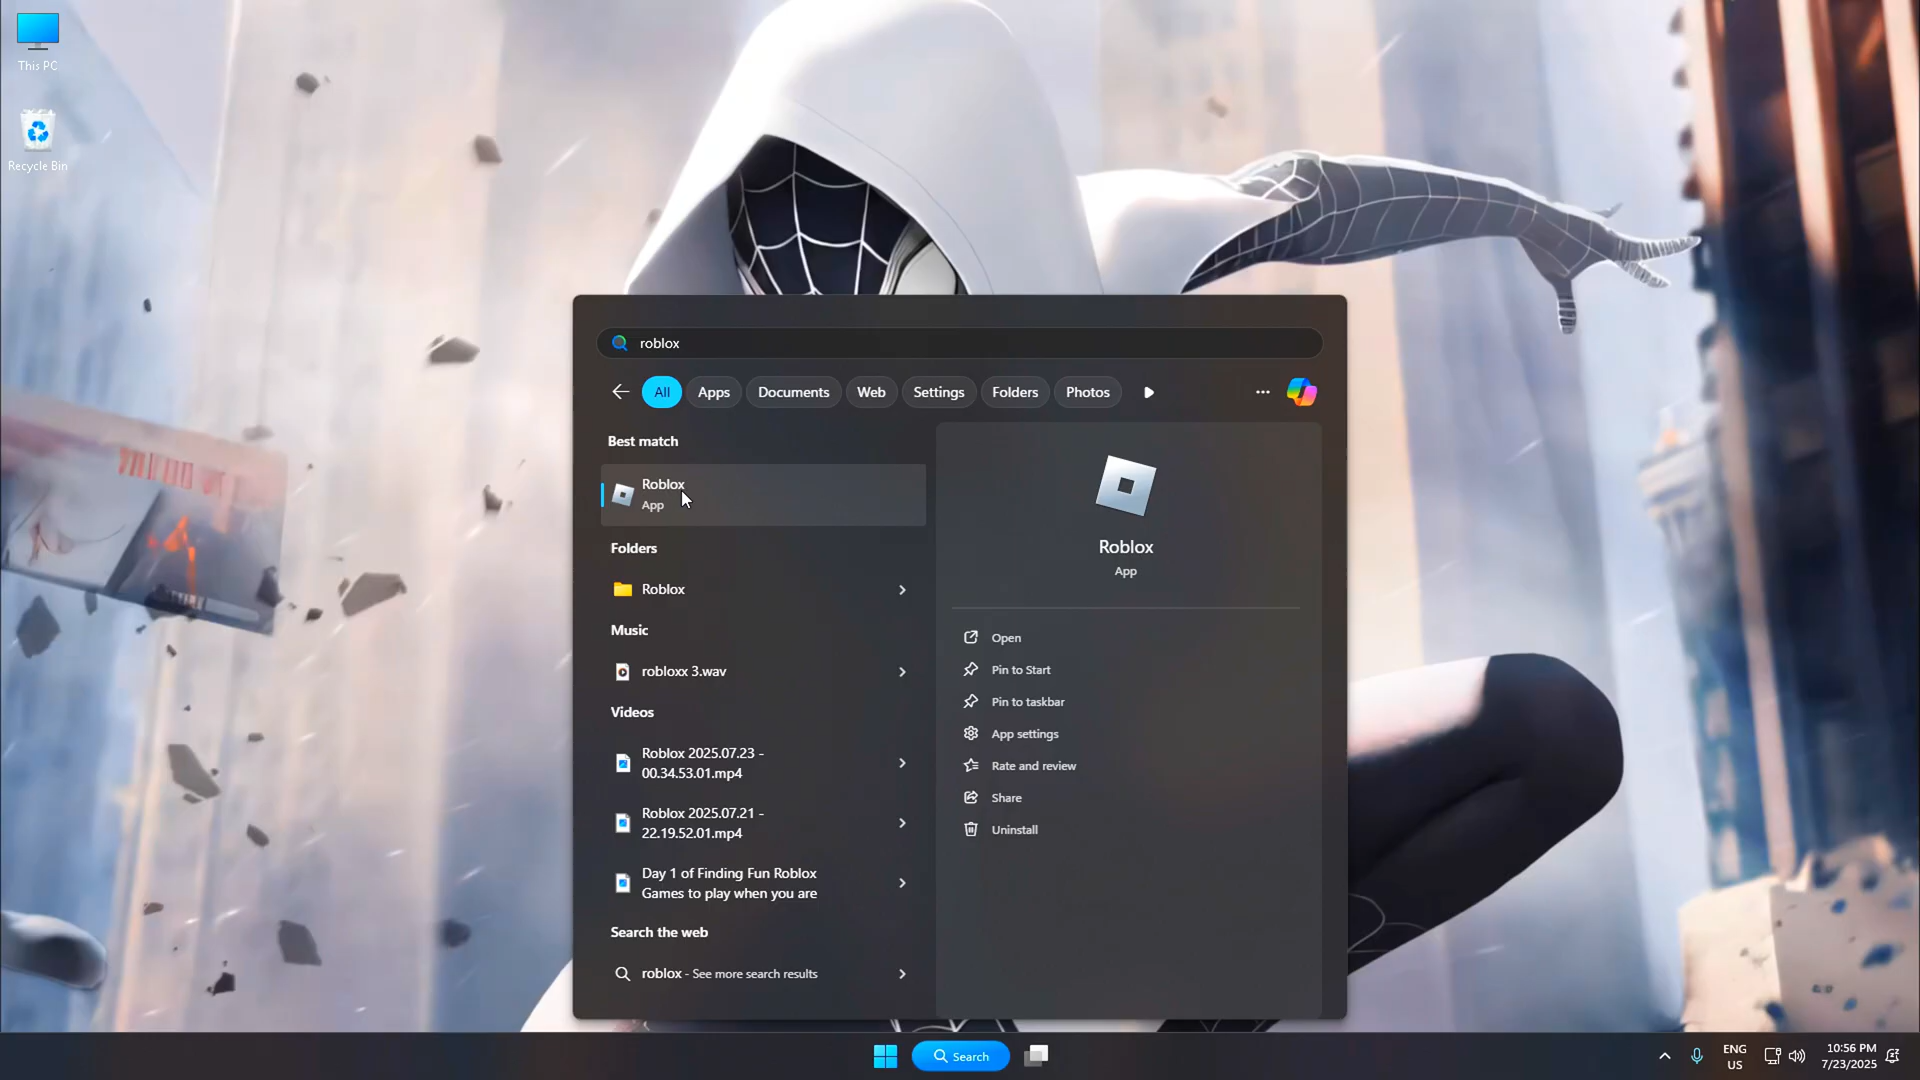 This PC
Recycle Bin
roblox
All
Apps
Documents
Web
Settings
Folders
Photos
Best match
Roblox
App
Folders
Roblox
Music
robloxx 3.wav
Videos
Roblox 2025.07.23 -
00.34.53.01.mp4
Roblox 2025.07.21 -
22.19.52.01.mp4
Day 1 of Finding Fun Roblox
Games to play when you are
Search the web
roblox - See more search results
Roblox
App
Open
Pin to Start
Pin to taskbar
App settings
Rate and review
Share
Uninstall
Search
ENG
US
10:56 PM
7/23/2025